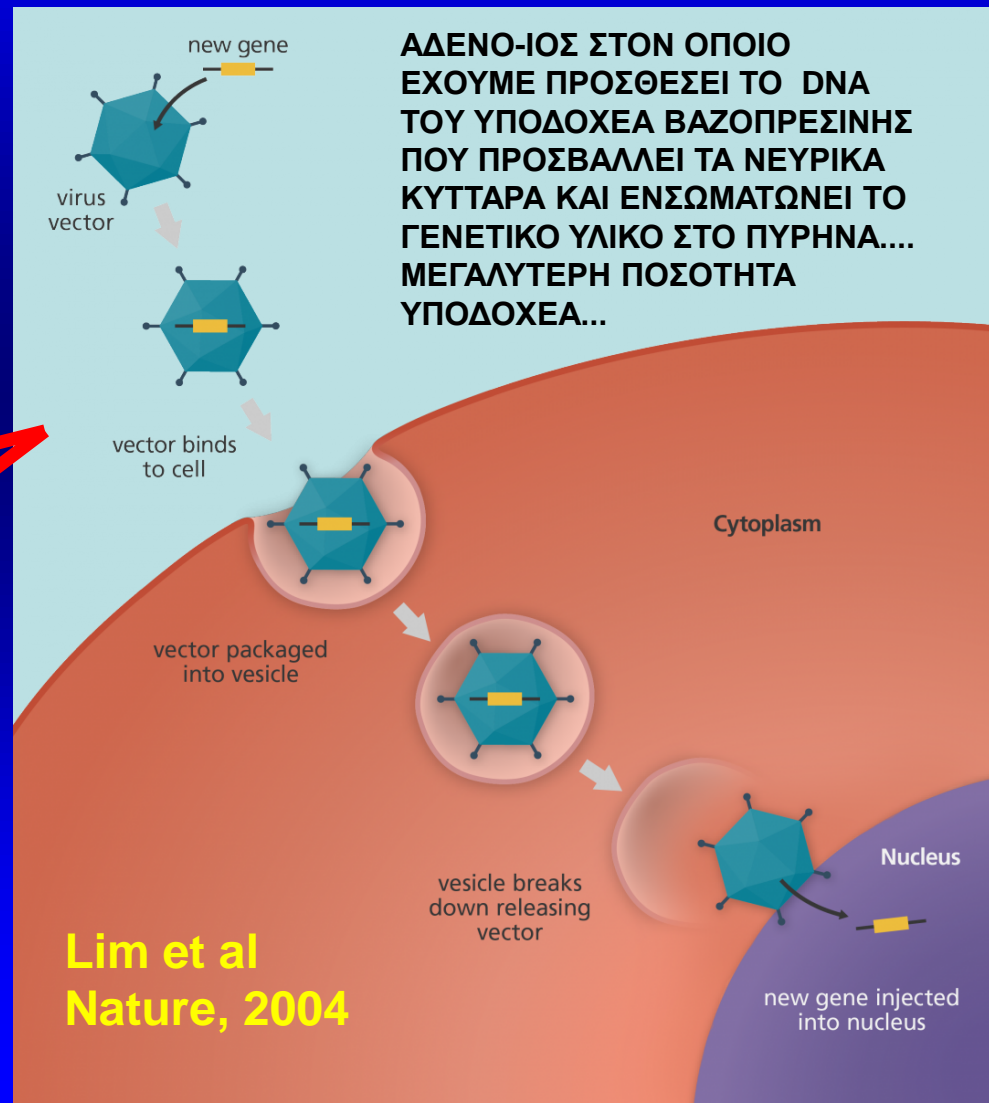 new gene
ΑΔΕΝΟ-ΙΟΣ ΣΤΟΝ ΟΠΟΙΟ
ΕΧΟΥΜΕ ΠΡΟΣΘΕΣΕΙ ΤΟ DNA
ΤΟΥ ΥΠΟΔΟΧΕΑ ΒΑΖΟΠΡΕΣΙΝΗΣ
ΠΟΥ ΠΡΟΣΒΑΛΛΕΙ ΤΑ ΝΕΥΡΙΚΑ
ΚΥΤΤΑΡΑ ΚΑΙ ΕΝΣΩΜΑΤΩΝΕΙ ΤΟ
ΓΕΝΕΤΙΚΟ ΥΛΙΚΟ ΣΤΟ ΠΥΡΗΝΑ....
ΜΕΓΑΛΥΤΕΡΗ ΠΟΣΟΤΗΤΑ
ΥΠΟΔΟΧΕΑ...
virus
vector
vector binds
to cell
Cytoplasm
vector packaged
into vesicle
Nucleus
vesicle breaks
down releasing
vector
Lim et al
Nature, 2004
new gene injected
into nucleus